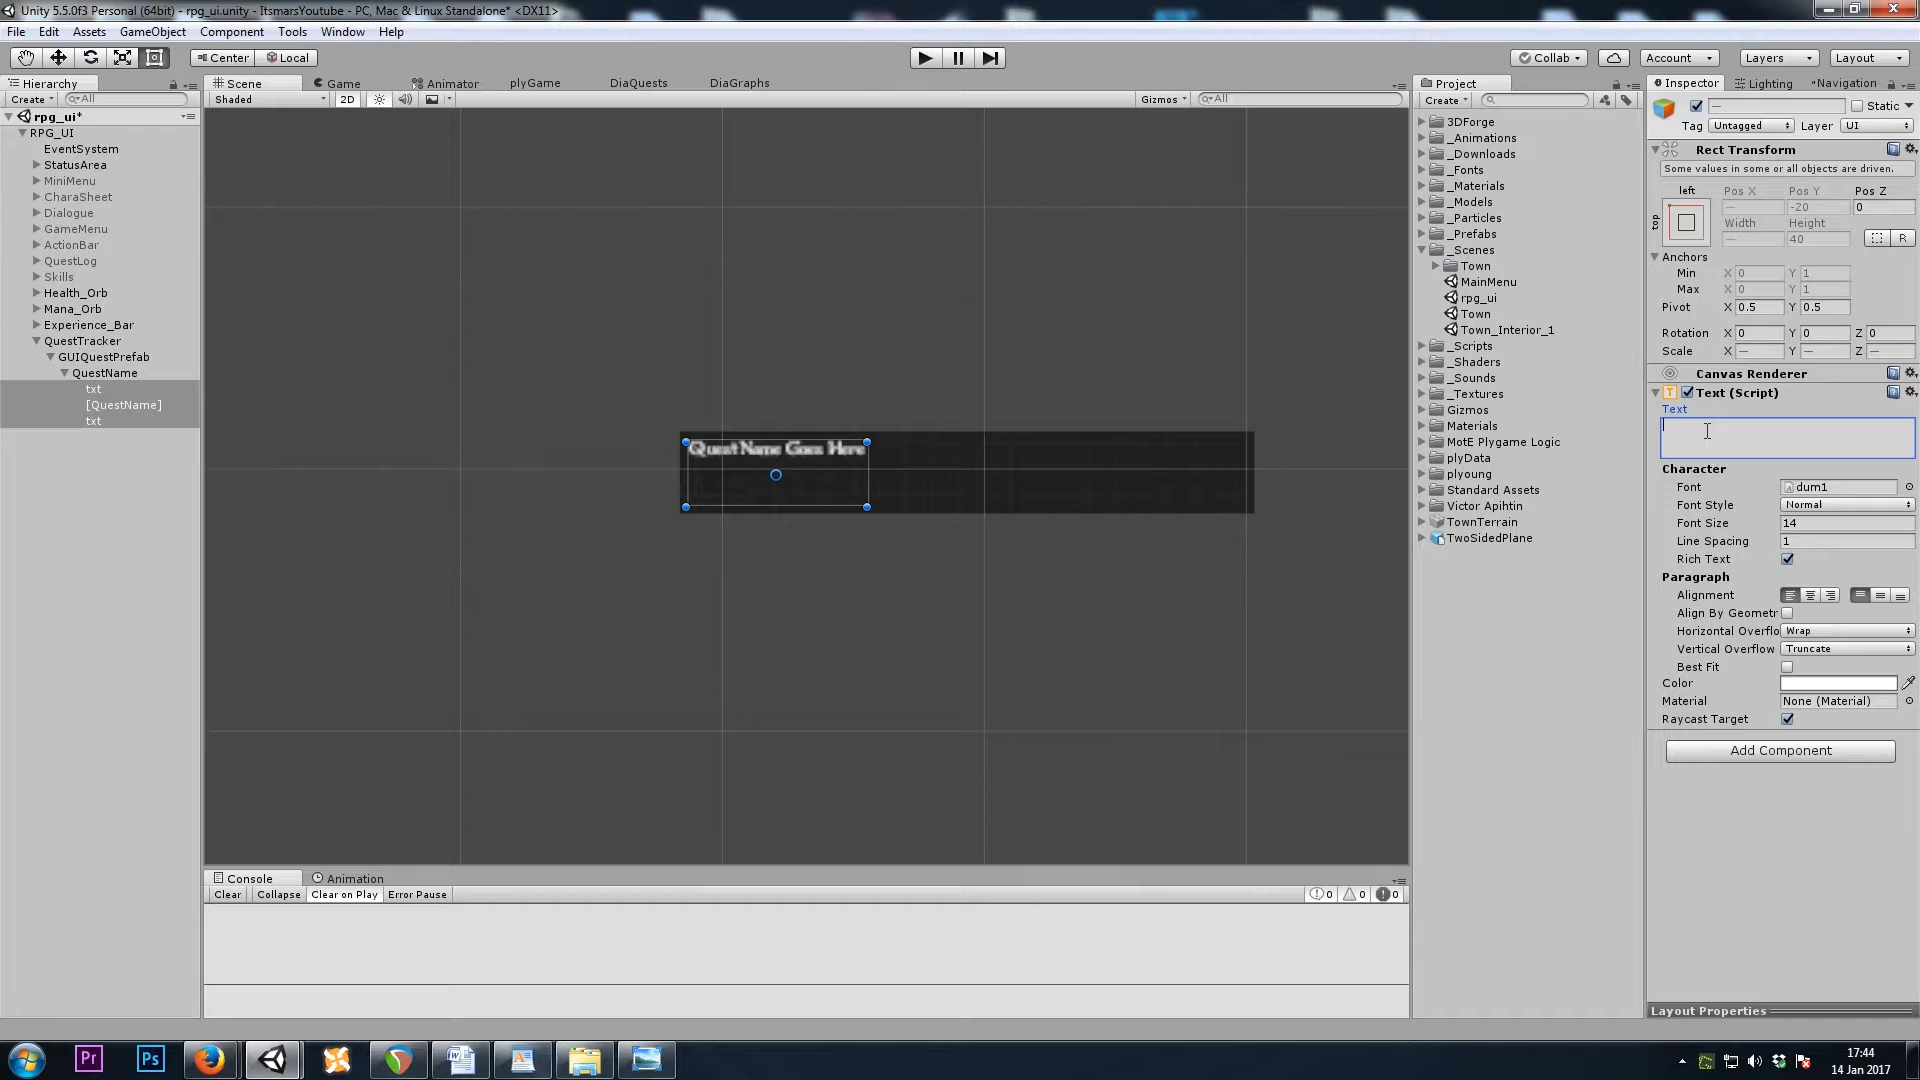 Unity 5.5.0f3 Personal (64bit) - rpg_ui.unity - ItsmarsYoutube - PC, Mac & Linux Standalone* <DX11>
File Edit Assets GameObject Component Tools Window Help
Center Local Collab Account Layers Layout
Hierarchy
Create All
rpg_ui*
RPG_UI
EventSystem
StatusArea
MiniMenu
CharaSheet
Dialogue
GameMenu
ActionBar
QuestLog
Skills
Health_Orb
Mana_Orb
Experience_Bar
QuestTracker
GUIQuestPrefab
QuestName
txt
[QuestName]
txt
Scene Game Animator plyGame DiaQuests DiaGraphs
Shaded 2D Gizmos All
QuestName Goes Here
Console Animation
Clear Collapse Clear on Play Error Pause 0 0 0
Project
Create
3DForge
_Animations
_Downloads
_Fonts
_Materials
_Models
_Particles
_Prefabs
_Scenes
Town
MainMenu
rpg_ui
Town
Town_Interior_1
_Scripts
_Shaders
_Sounds
_Textures
Gizmos
Materials
MotE Plygame Logic
plyData
plyoung
Standard Assets
Victor Apihtin
TownTerrain
TwoSidedPlane
Inspector Lighting Navigation
— Static
Tag Untagged Layer UI
Rect Transform
Some values in some or all objects are driven.
left Pos X Pos Y Pos Z
top — -20 0
Width Height
— 40 R
Anchors
Min X 0 Y 1
Max X 0 Y 1
Pivot X 0.5 Y 0.5
Rotation X 0 Y 0 Z 0
Scale X — Y — Z —
Canvas Renderer
T Text (Script)
Text
Character
Font dum1
Font Style Normal
Font Size 14
Line Spacing 1
Rich Text
Paragraph
Alignment
Align By Geometr
Horizontal Overflo Wrap
Vertical Overflow Truncate
Best Fit
Color
Material None (Material)
Raycast Target
Add Component
Layout Properties
Pr Ps
17:44
14 Jan 2017